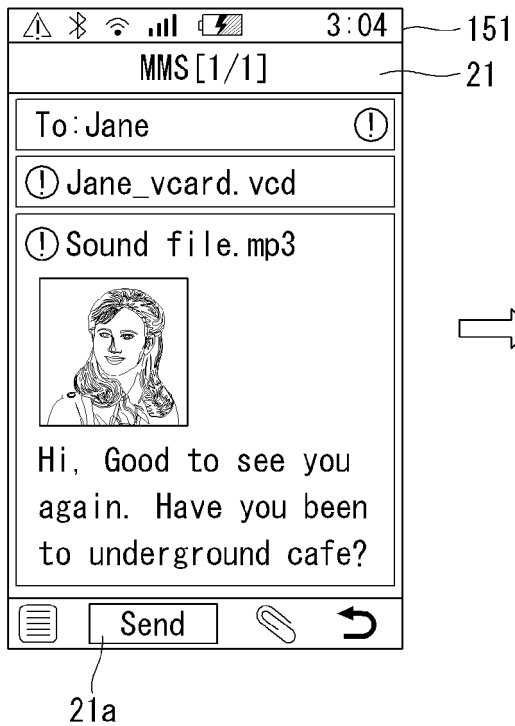 3:04
151
MMS[1/1]
21
To:Jane
Jane_vcard.vcd
Sound file.mp3
Hi, Good to see you
again. Have you been
to underground cafe?
Send
21a